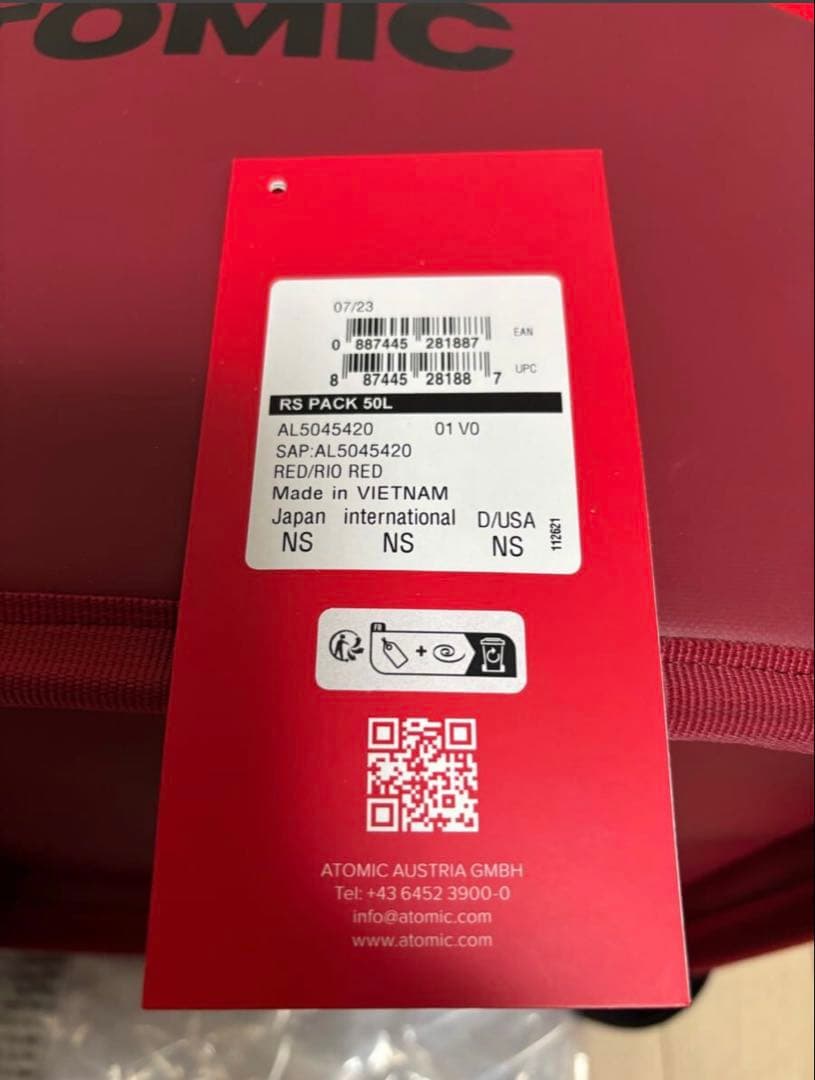 ATOMIC
07/23
0 887445 281887 EAN
8 87445 28188 7 UPC
RS PACK 50L
AL5045420 01 V0
SAP:AL5045420
RED/RIO RED
Made in VIETNAM
Japan international D/USA
NS NS NS
112621
FR
+
ATOMIC AUSTRIA GMBH
Tel: +43 6452 3900-0
info@atomic.com
www.atomic.com